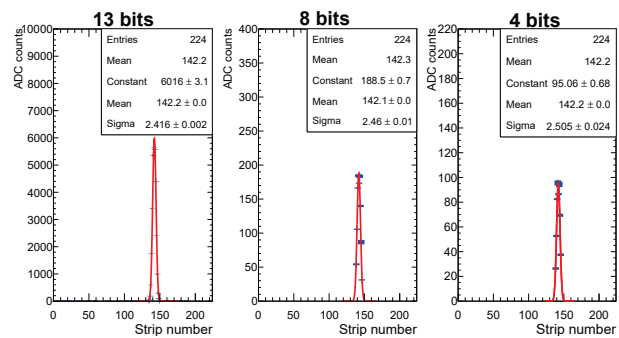 13 bits
ADC counts
10000
9000
8000
7000
6000
5000
4000
3000
2000
1000
0
Entries 224
Mean 142.2
Constant 6016 ± 3.1
Mean 142.2 ± 0.0
Sigma 2.416 ± 0.002
0 50 100 150 200
Strip number
8 bits
ADC counts
400
350
300
250
200
150
100
50
0
Entries 224
Mean 142.3
Constant 188.5 ± 0.7
Mean 142.1 ± 0.0
Sigma 2.46 ± 0.01
0 50 100 150 200
Strip number
4 bits
ADC counts
220
200
180
160
140
120
100
80
60
40
20
0
Entries 224
Mean 142.2
Constant 95.06 ± 0.68
Mean 142.2 ± 0.0
Sigma 2.505 ± 0.024
0 50 100 150 200
Strip number